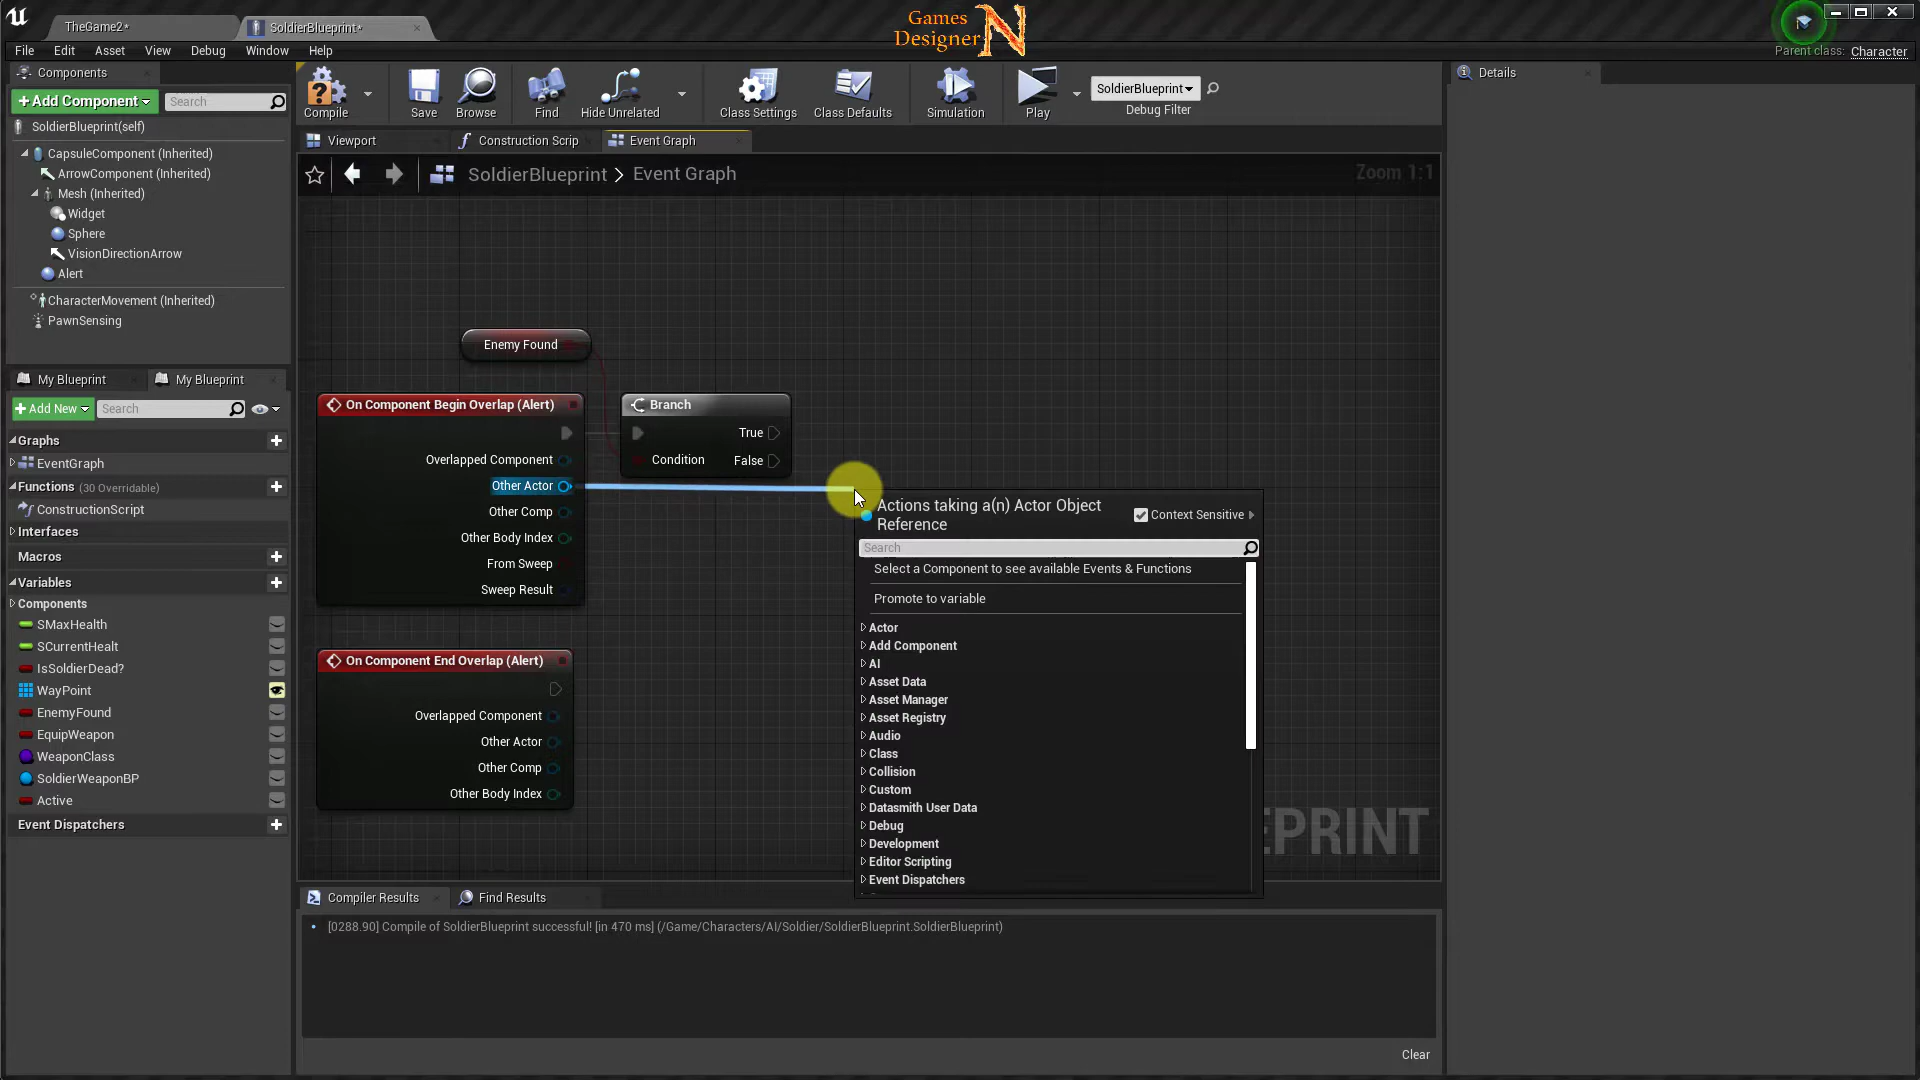 TheGame2*
SoldierBlueprint*
Games
Designer
N
File Edit Asset View Debug Window Help
Parent class: Character
Components
+Add Component
Search
SoldierBlueprint(self)
CapsuleComponent (Inherited)
ArrowComponent (Inherited)
Mesh (Inherited)
Widget
Sphere
VisionDirectionArrow
Alert
CharacterMovement (Inherited)
PawnSensing
My Blueprint
My Blueprint
+Add New
Search
Graphs
EventGraph
Functions (30 Overridable)
ConstructionScript
Interfaces
Macros
Variables
Components
SMaxHealth
SCurrentHealt
IsSoldierDead?
WayPoint
EnemyFound
EquipWeapon
WeaponClass
SoldierWeaponBP
Active
Event Dispatchers
Compile
Save
Browse
Find
Hide Unrelated
Class Settings
Class Defaults
Simulation
Play
SoldierBlueprint
Debug Filter
Viewport
Construction Scrip
Event Graph
SoldierBlueprint > Event Graph
Zoom 1:1
Enemy Found
On Component Begin Overlap (Alert)
Overlapped Component
Other Actor
Other Comp
Other Body Index
From Sweep
Sweep Result
Branch
True
Condition
False
On Component End Overlap (Alert)
Overlapped Component
Other Actor
Other Comp
Other Body Index
Actions taking a(n) Actor Object
Reference
Context Sensitive
Search
Select a Component to see available Events & Functions
Promote to variable
Actor
Add Component
AI
Asset Data
Asset Manager
Asset Registry
Audio
Class
Collision
Custom
Datasmith User Data
Debug
Development
Editor Scripting
Event Dispatchers
EPRINT
Compiler Results
Find Results
[0288.90] Compile of SoldierBlueprint successful! [in 470 ms] (/Game/Characters/AI/Soldier/SoldierBlueprint.SoldierBlueprint)
Clear
Details